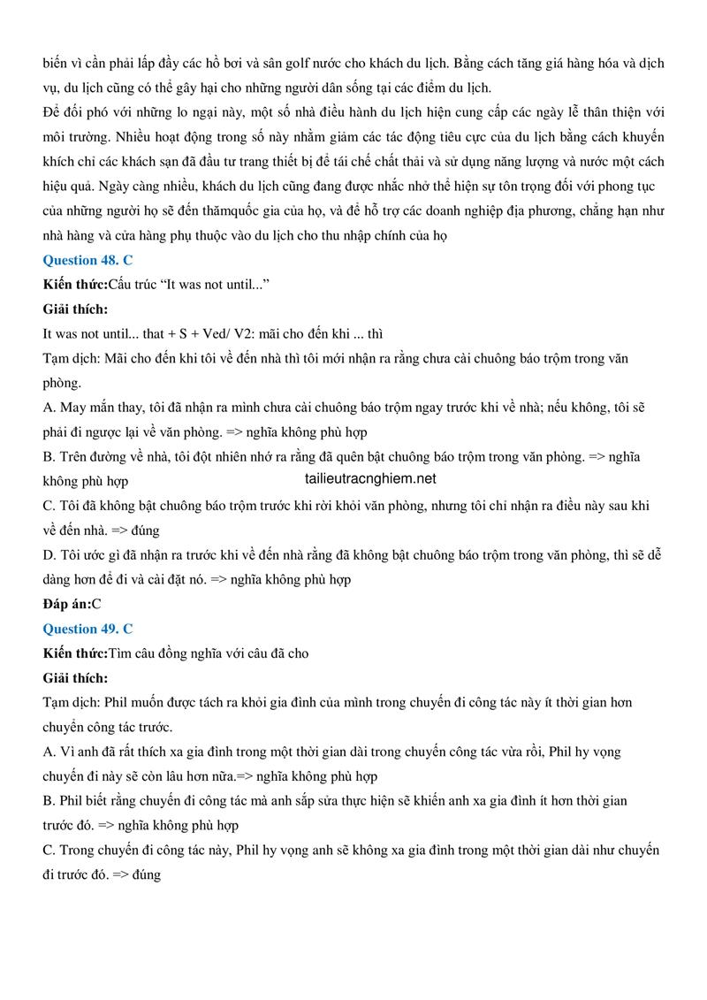 biến vì cần phải lấp đầy các hồ bơi và sân golf nước cho khách du lịch. Bằng cách tăng giá hàng hóa và dịch
vụ, du lịch cũng có thể gây hại cho những người dân sống tại các điểm du lịch.
Để đối phó với những lo ngại này, một số nhà điều hành du lịch hiện cung cấp các ngày lễ thân thiện với
môi trường. Nhiều hoạt động trong số này nhằm giảm các tác động tiêu cực của du lịch bằng cách khuyến
khích chỉ các khách sạn đã đầu tư trang thiết bị để tái chế chất thải và sử dụng năng lượng và nước một cách
hiệu quả. Ngày càng nhiều, khách du lịch cũng đang được nhắc nhở thể hiện sự tôn trọng đối với phong tục
của những người họ sẽ đến thămquốc gia của họ, và để hỗ trợ các doanh nghiệp địa phương, chẳng hạn như
nhà hàng và cửa hàng phụ thuộc vào du lịch cho thu nhập chính của họ
Question 48. C
Kiến thức:Cấu trúc “It was not until...”
Giải thích:
It was not until... that + S + Ved/ V2: mãi cho đến khi ... thì
Tạm dịch: Mãi cho đến khi tôi về đến nhà thì tôi mới nhận ra rằng chưa cài chuông báo trộm trong văn
phòng.
A. May mắn thay, tôi đã nhận ra mình chưa cài chuông báo trộm ngay trước khi về nhà; nếu không, tôi sẽ
phải đi ngược lại về văn phòng. => nghĩa không phù hợp
B. Trên đường về nhà, tôi đột nhiên nhớ ra rằng đã quên bật chuông báo trộm trong văn phòng. => nghĩa
không phù hợp
tailieutracnghiem.net
C. Tôi đã không bật chuông báo trộm trước khi rời khỏi văn phòng, nhưng tôi chỉ nhận ra điều này sau khi
về đến nhà. => đúng
D. Tôi ước gì đã nhận ra trước khi về đến nhà rằng đã không bật chuông báo trộm trong văn phòng, thì sẽ dễ
dàng hơn để đi và cài đặt nó. => nghĩa không phù hợp
Đáp án:C
Question 49. C
Kiến thức:Tìm câu đồng nghĩa với câu đã cho
Giải thích:
Tạm dịch: Phil muốn được tách ra khỏi gia đình của mình trong chuyến đi công tác này ít thời gian hơn
chuyển công tác trước.
A. Vì anh đã rất thích xa gia đình trong một thời gian dài trong chuyến công tác vừa rồi, Phil hy vọng
chuyến đi này sẽ còn lâu hơn nữa.=> nghĩa không phù hợp
B. Phil biết rằng chuyến đi công tác mà anh sắp sửa thực hiện sẽ khiến anh xa gia đình ít hơn thời gian
trước đó. => nghĩa không phù hợp
C. Trong chuyến đi công tác này, Phil hy vọng anh sẽ không xa gia đình trong một thời gian dài như chuyến
đi trước đó. => đúng